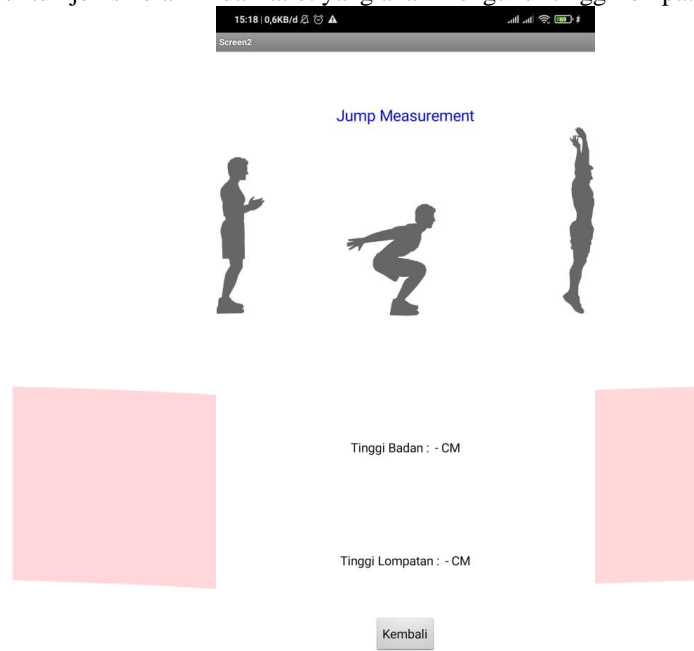 15:18 | 0,6KB/d
Screen2
Jump Measurement
Tinggi Badan : - CM
Tinggi Lompatan : - CM
Kembali